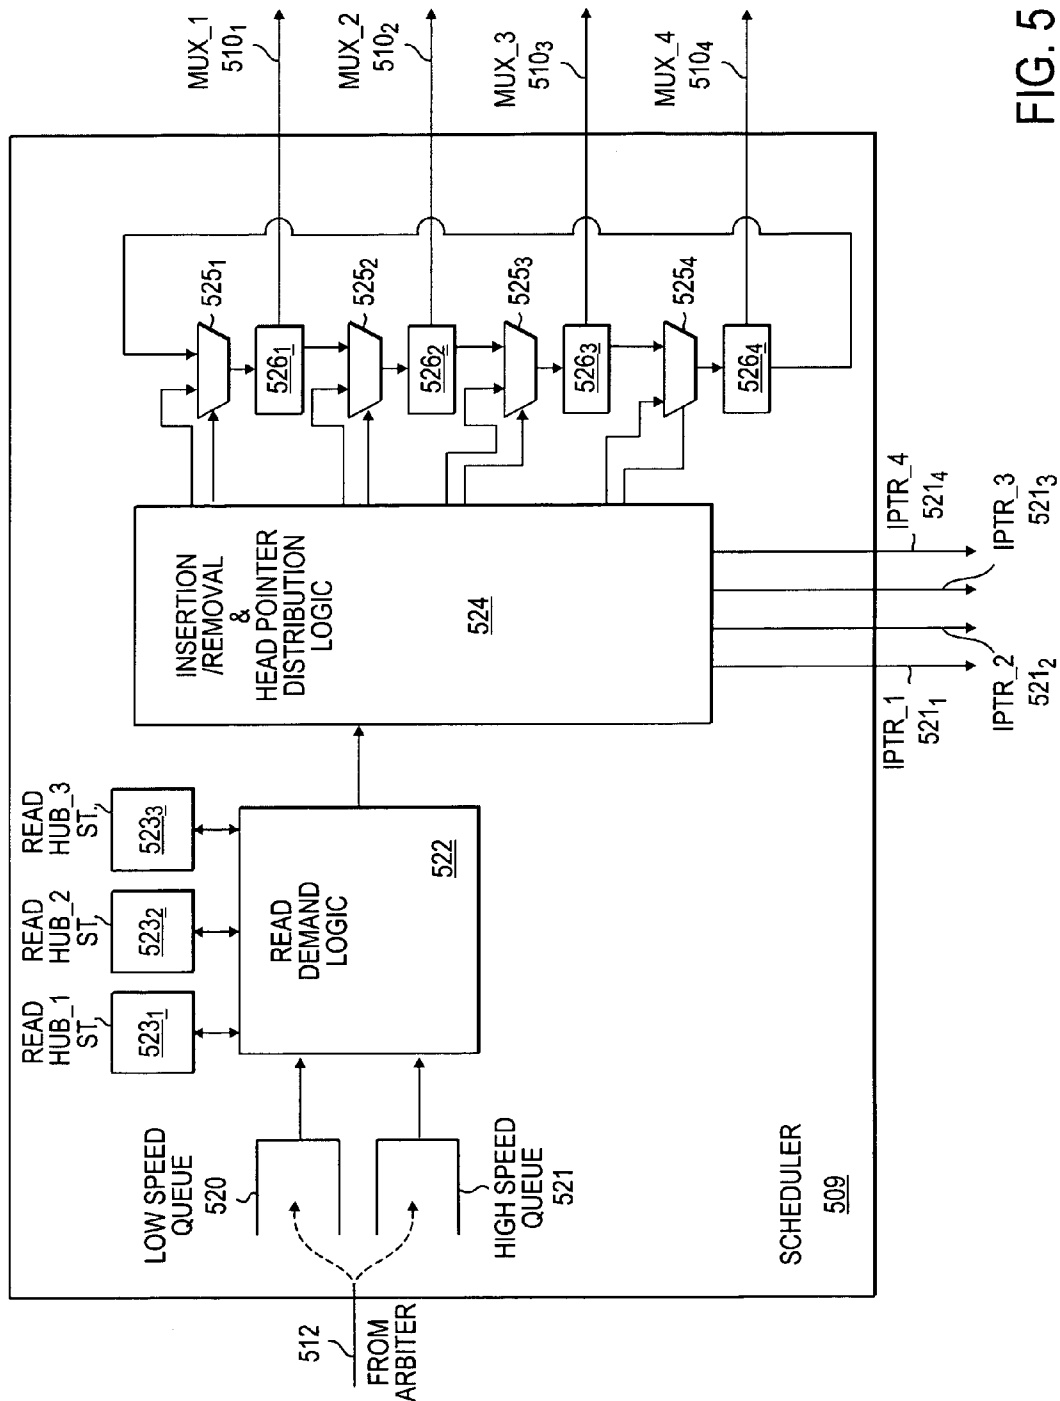 FIG. 5
MUX_1
510₁
MUX_2
510₂
MUX_3
510₃
MUX_4
510₄
525₁
525₂
525₃
525₄
526₁
526₂
526₃
526₄
INSERTION
/REMOVAL
&
HEAD POINTER
DISTRIBUTION
LOGIC
524
IPTR_4
521₄
IPTR_3
521₃
IPTR_2
521₂
IPTR_1
521₁
READ
HUB_3
ST.
523₃
READ
HUB_2
ST.
523₂
READ
HUB_1
ST.
523₁
READ
DEMAND
LOGIC
522
LOW SPEED
QUEUE
520
HIGH SPEED
QUEUE
521
SCHEDULER
509
512
FROM
ARBITER